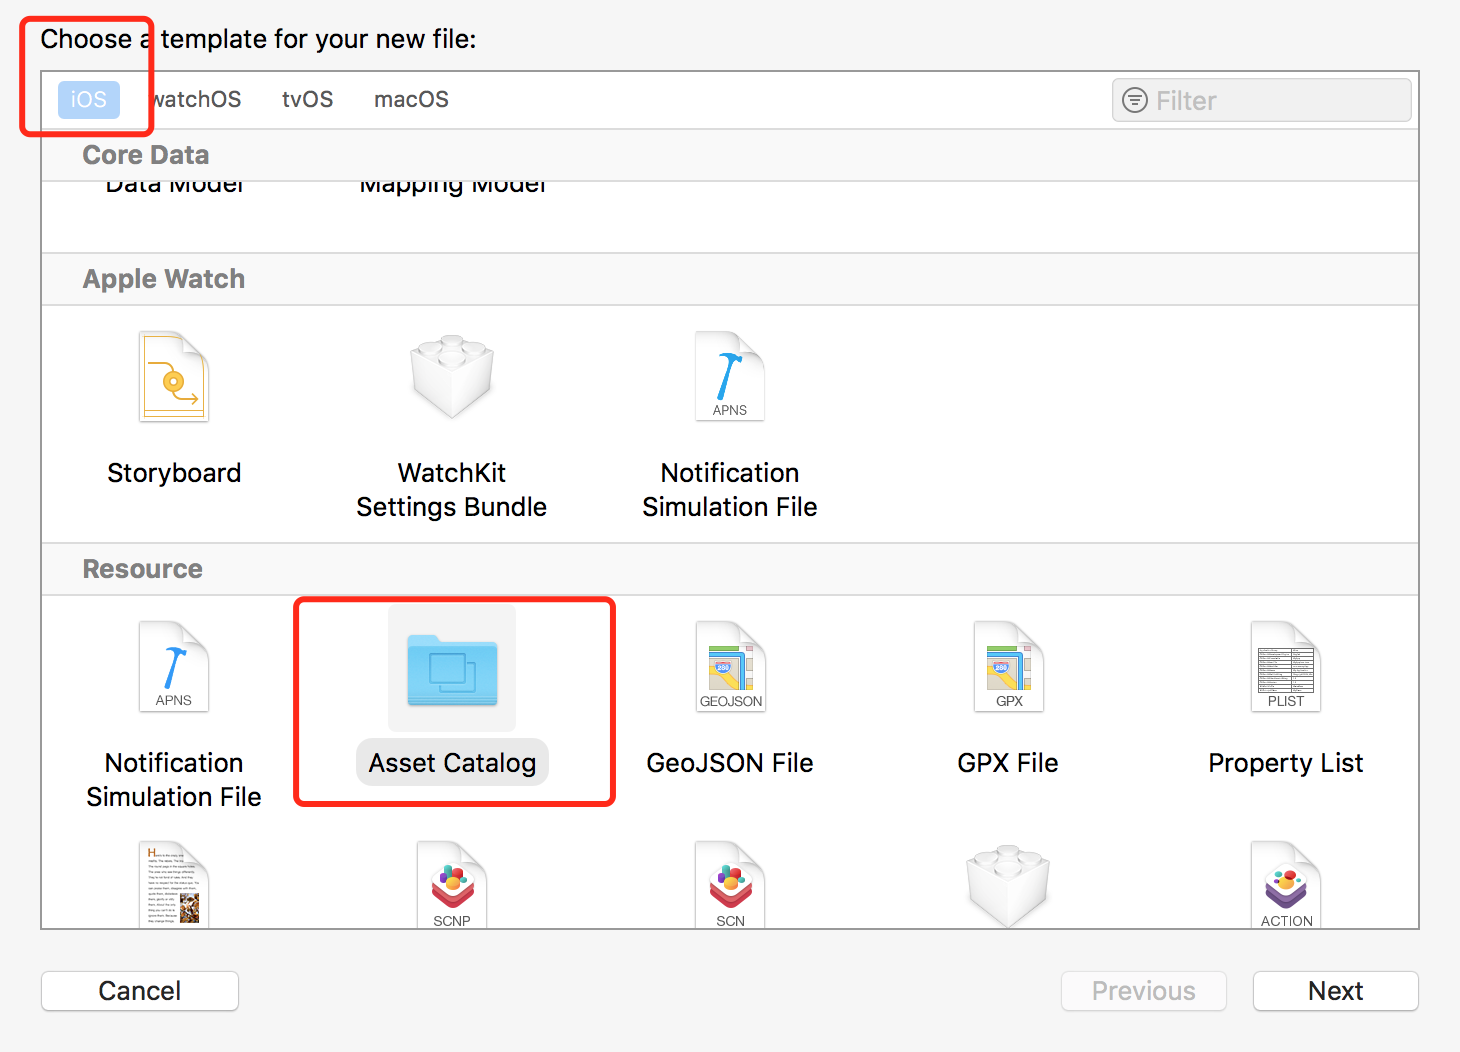 Choose a template for your new file:
iOS watchOS tvOS macOS Filter
Core Data
Data Model Mapping Model
Apple Watch
APNS
Storyboard WatchKit Settings Bundle Notification Simulation File
Resource
APNS GEOJSON GPX PLIST
Notification Simulation File Asset Catalog GeoJSON File GPX File Property List
SCNP SCN ACTION
Cancel Previous Next